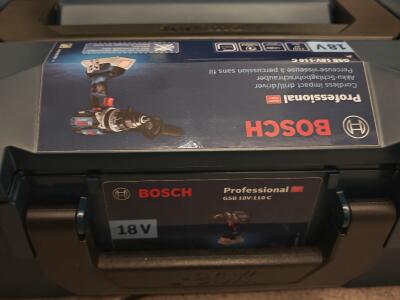 18V
GSB 18V-110 C
Perceuse-visseuse à percussion sans fil
Akku-Schlagbohrschrauber
Cordless impact drill/driver
Professional
BOSCH
BOSCH
Professional
GSB 18V-110 C
18V